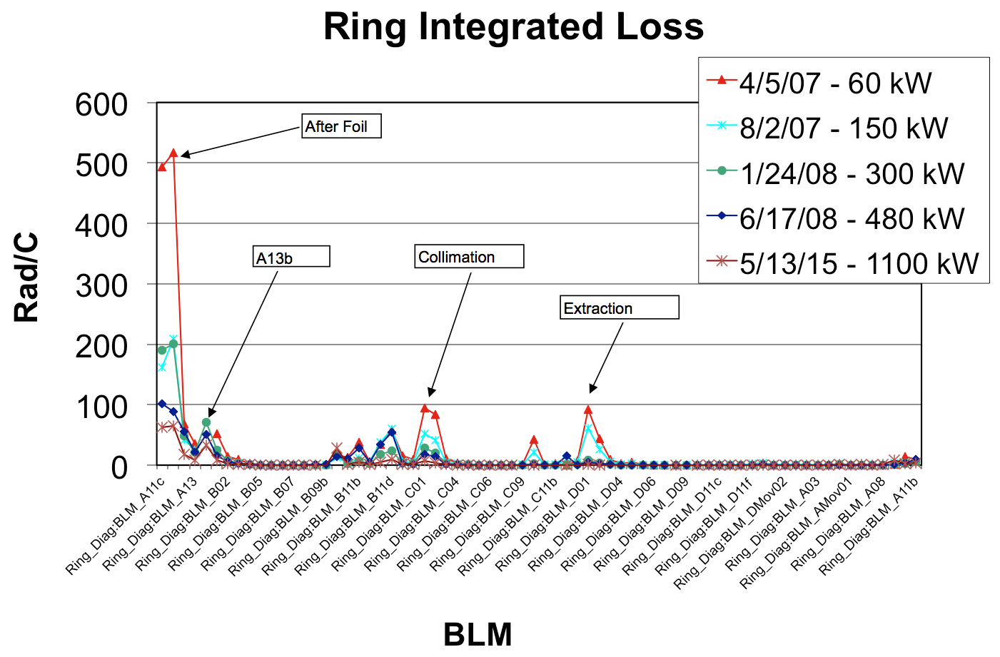 Ring Integrated Loss
4/5/07 - 60 kW
8/2/07 - 150 kW
1/24/08 - 300 kW
6/17/08 - 480 kW
5/13/15 - 1100 kW
Rad/C
600
500
400
300
200
100
0
After Foil
A13b
Collimation
Extraction
Ring_Diag:BLM_A11c
Ring_Diag:BLM_A13
Ring_Diag:BLM_B02
Ring_Diag:BLM_B05
Ring_Diag:BLM_B07
Ring_Diag:BLM_B09b
Ring_Diag:BLM_B11b
Ring_Diag:BLM_B11d
Ring_Diag:BLM_C01
Ring_Diag:BLM_C04
Ring_Diag:BLM_C06
Ring_Diag:BLM_C09
Ring_Diag:BLM_C11b
Ring_Diag:BLM_D01
Ring_Diag:BLM_D04
Ring_Diag:BLM_D06
Ring_Diag:BLM_D09
Ring_Diag:BLM_D11c
Ring_Diag:BLM_D11f
Ring_Diag:BLM_DMov02
Ring_Diag:BLM_A03
Ring_Diag:BLM_AMov01
Ring_Diag:BLM_A08
Ring_Diag:BLM_A11b
BLM